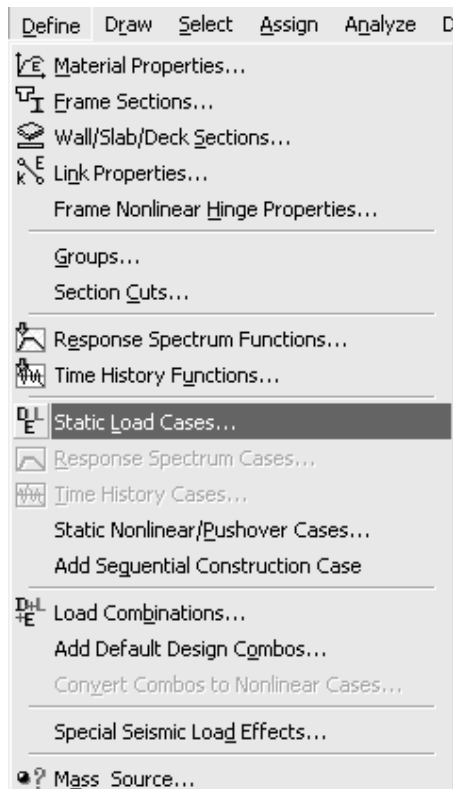 Define Draw Select Assign Analyze D
Material Properties...
Frame Sections...
Wall/Slab/Deck Sections...
Link Properties...
Frame Nonlinear Hinge Properties...
Groups...
Section Cuts...
Response Spectrum Functions...
Time History Functions...
Static Load Cases...
Response Spectrum Cases...
Time History Cases...
Static Nonlinear/Pushover Cases...
Add Sequential Construction Case
Load Combinations...
Add Default Design Combos...
Convert Combos to Nonlinear Cases...
Special Seismic Load Effects...
Mass Source...